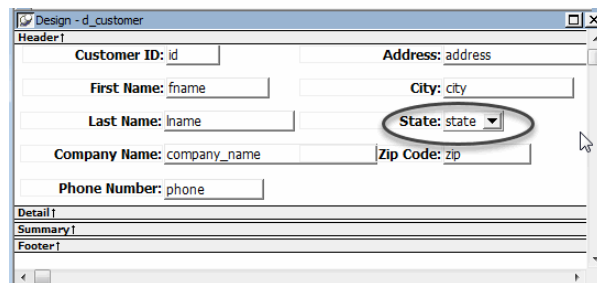 Design - d_customer
Header↑
Customer ID: id Address: address
First Name: fname City: city
Last Name: lname State: state
Company Name: company_name Zip Code: zip
Phone Number: phone
Detail↑
Summary↑
Footer↑